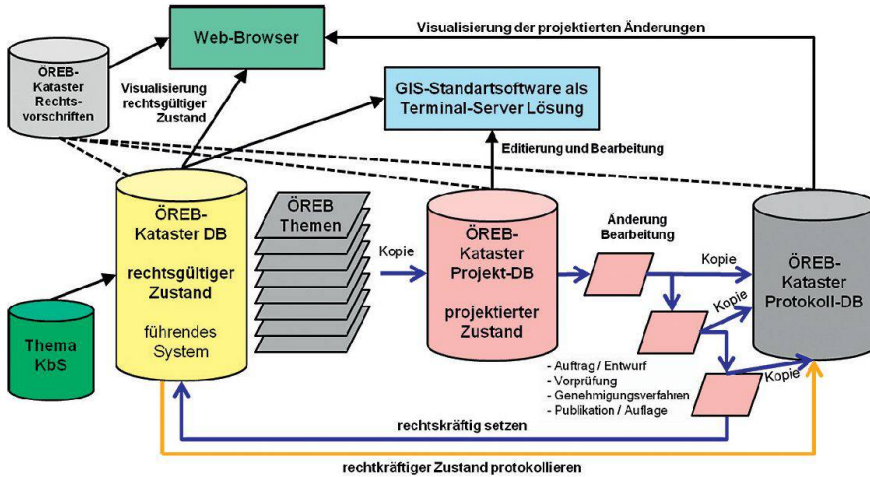 Visualisierung der projektierten Änderungen
Web-Browser
ÖREB-
Kataster
Rechts-
vorschriften
Visualisierung
rechtsgültiger
Zustand
GIS-Standartsoftware als
Terminal-Server Lösung
Editierung und Bearbeitung
ÖREB-
Kataster DB
rechtsgültiger
Zustand
führendes
System
ÖREB
Themen
Kopie
ÖREB-
Kataster
Projekt-DB
projektierter
Zustand
Änderung
Bearbeitung
Kopie
Kopie
Kopie
ÖREB-
Kataster
Protokoll-DB
Thema
KbS
- Auftrag / Entwurf
- Vorprüfung
- Genehmigungsverfahren
- Publikation / Auflage
rechtskräftig setzen
rechtkräftiger Zustand protokollieren